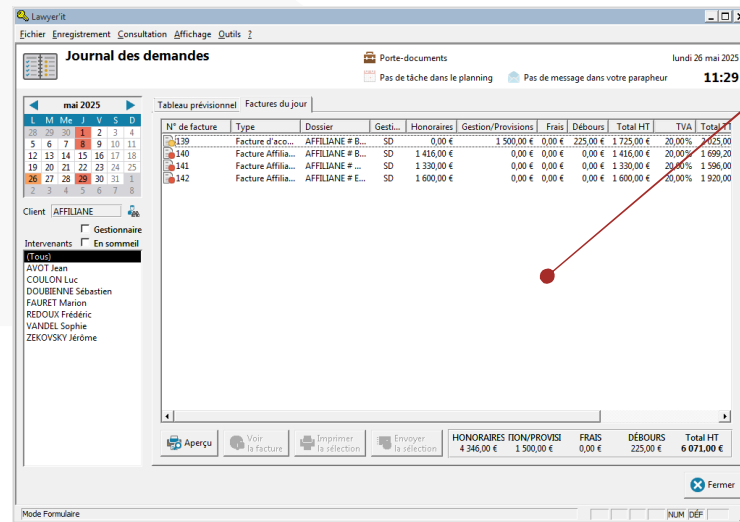 Lawyer'it
Fichier Enregistrement Consultation Affichage Outils ?
Journal des demandes
Porte-documents
lundi 26 mai 2025
Pas de tâche dans le planning
Pas de message dans votre parapheur
11:29
mai 2025
L M Me J V S D
28 29 30 1 2 3 4
5 6 7 8 9 10 11
12 13 14 15 16 17 18
19 20 21 22 23 24 25
26 27 28 29 30 31 1
2 3 4 5 6 7 8
Client AFFILIANE
Gestionnaire
Intervenants En sommeil
(Tous)
AVOT Jean
COULON Luc
DOUBIENNE Sébastien
FAURET Marion
REDOUX Frédéric
VANDEL Sophie
ZEKOVSKY Jérôme
Tableau prévisionnel Factures du jour
N° de facture Type Dossier Gesti... Honoraires Gestion/Provisions Frais Débours Total HT TVA Total TT
139 Facture d'aco... AFFILIANE # B... SD 0,00 € 1 500,00 € 0,00 € 225,00 € 1 725,00 € 20,00% 2 025,00
140 Facture Affilia... AFFILIANE # B... SD 1 416,00 € 0,00 € 0,00 € 0,00 € 1 416,00 € 20,00% 1 699,20
141 Facture Affilia... AFFILIANE # ... SD 1 330,00 € 0,00 € 0,00 € 0,00 € 1 330,00 € 20,00% 1 596,00
142 Facture Affilia... AFFILIANE # E... SD 1 600,00 € 0,00 € 0,00 € 0,00 € 1 600,00 € 20,00% 1 920,00
Aperçu
Voir la facture
Imprimer la sélection
Envoyer la sélection
HONORAIRES TION/PROVISI FRAIS DÉBOURS Total HT
4 346,00 € 1 500,00 € 0,00 € 225,00 € 6 071,00 €
Fermer
Mode Formulaire
NUM DÉF